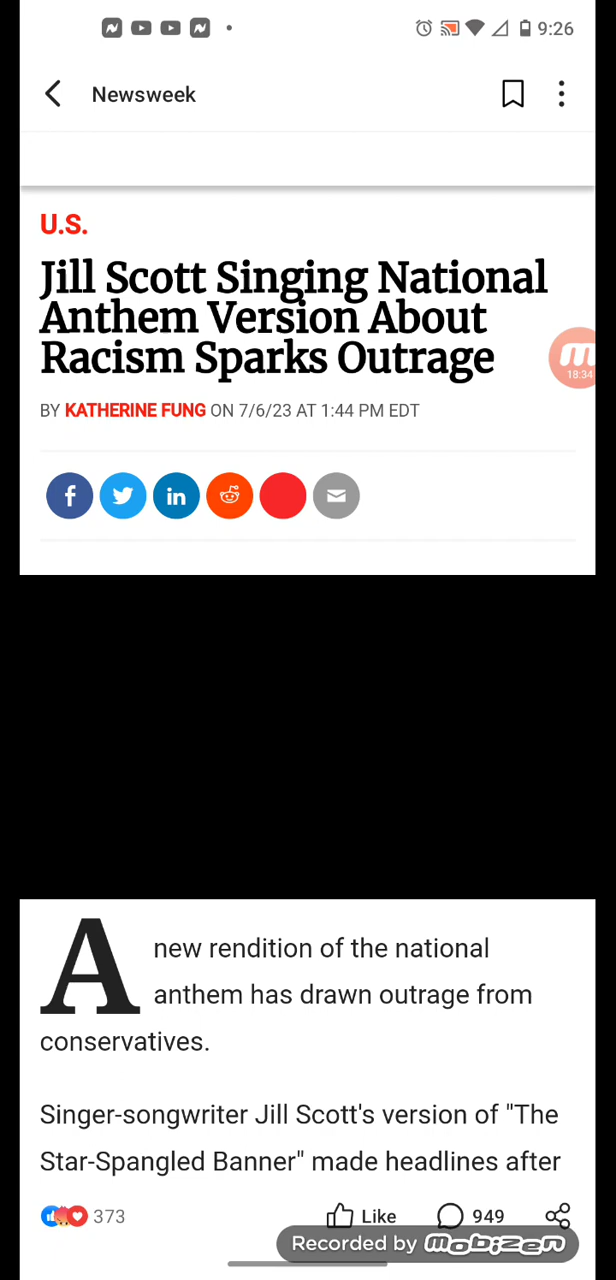 9:26
Newsweek
U.S.
Jill Scott Singing National
Anthem Version About
Racism Sparks Outrage
m
18:34
BY KATHERINE FUNG ON 7/6/23 AT 1:44 PM EDT
f
in
A
new rendition of the national
anthem has drawn outrage from
conservatives.
Singer-songwriter Jill Scott's version of "The
Star-Spangled Banner" made headlines after
373
Like
949
Recorded by mobizen